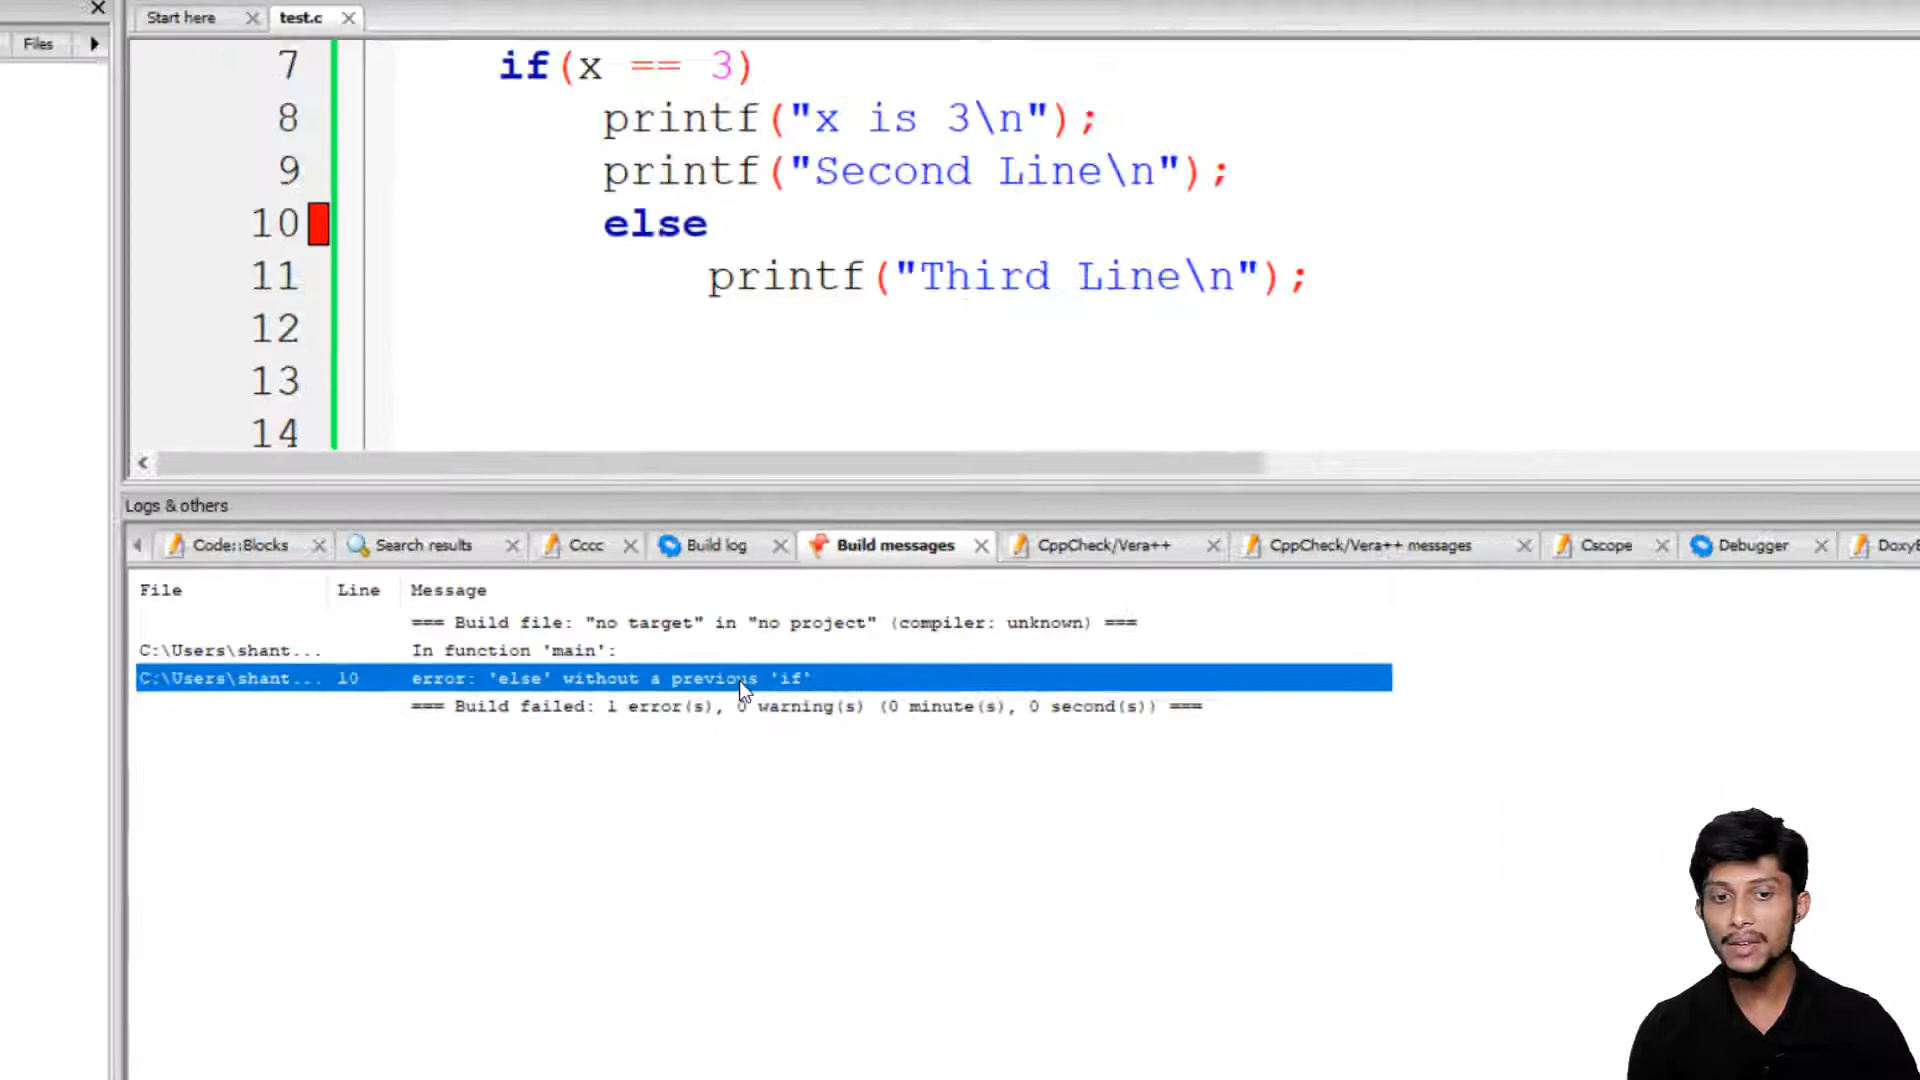 Start here test.c
Files
7 if(x == 3)
8 printf("x is 3\n");
9 printf("Second Line\n");
10 else
11 printf("Third Line\n");
12
13
14
Logs & others
Code::Blocks Search results Cccc Build log Build messages CppCheck/Vera++ CppCheck/Vera++ messages Cscope Debugger
File Line Message
=== Build file: "no target" in "no project" (compiler: unknown) ===
C:\Users\shant... In function 'main':
C:\Users\shant... 10 error: 'else' without a previous 'if'
=== Build failed: 1 error(s), 0 warning(s) (0 minute(s), 0 second(s)) ===